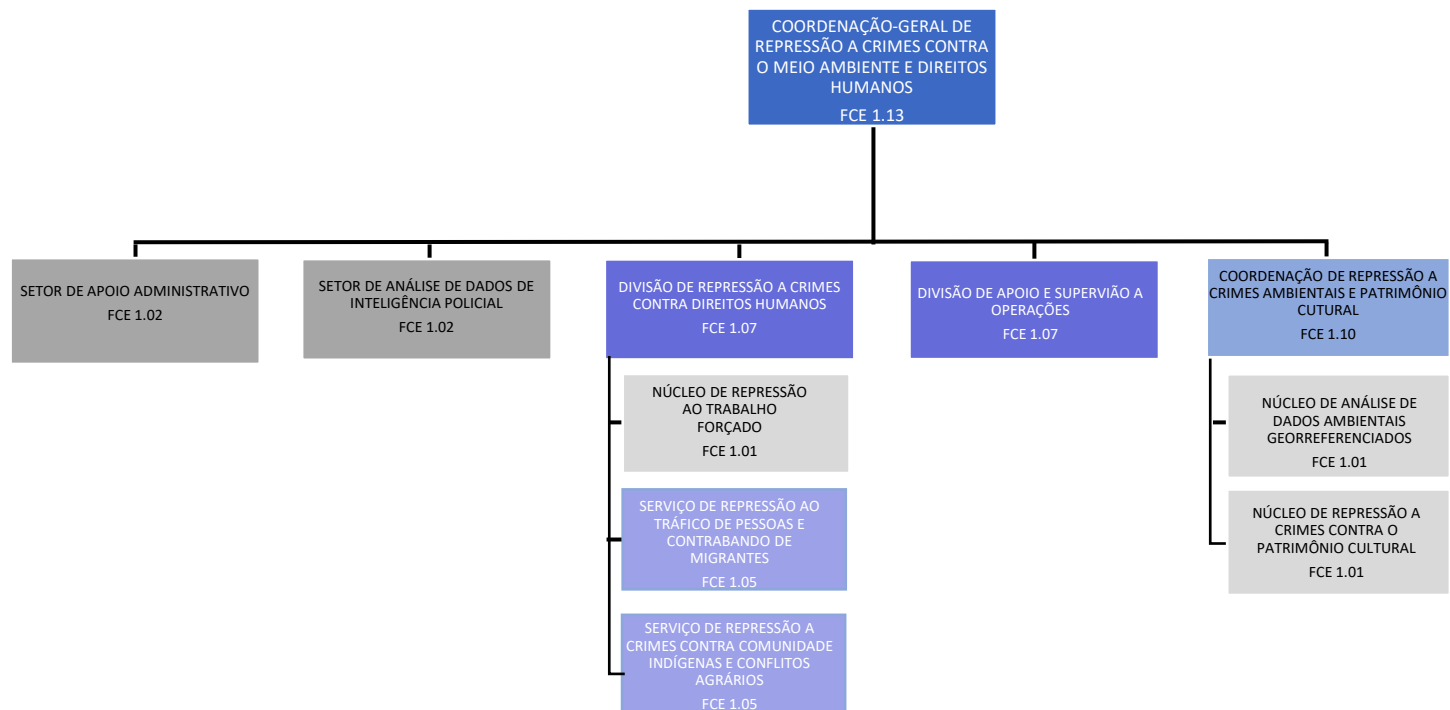 COORDENAÇÃO-GERAL DE
REPRESSÃO A CRIMES CONTRA
O MEIO AMBIENTE E DIREITOS
HUMANOS
FCE 1.13
SETOR DE APOIO ADMINISTRATIVO
FCE 1.02
SETOR DE ANÁLISE DE DADOS DE
INTELIGÊNCIA POLICIAL
FCE 1.02
DIVISÃO DE REPRESSÃO A CRIMES
CONTRA DIREITOS HUMANOS
FCE 1.07
DIVISÃO DE APOIO E SUPERVIÃO A
OPERAÇÕES
FCE 1.07
COORDENAÇÃO DE REPRESSÃO A
CRIMES AMBIENTAIS E PATRIMÔNIO
CUTURAL
FCE 1.10
NÚCLEO DE REPRESSÃO
AO TRABALHO
FORÇADO
FCE 1.01
SERVIÇO DE REPRESSÃO AO
TRÁFICO DE PESSOAS E
CONTRABANDO DE
MIGRANTES
FCE 1.05
SERVIÇO DE REPRESSÃO A
CRIMES CONTRA COMUNIDADE
INDÍGENAS E CONFLITOS
AGRÁRIOS
FCE 1.05
NÚCLEO DE ANÁLISE DE
DADOS AMBIENTAIS
GEORREFERENCIADOS
FCE 1.01
NÚCLEO DE REPRESSÃO A
CRIMES CONTRA O
PATRIMÔNIO CULTURAL
FCE 1.01